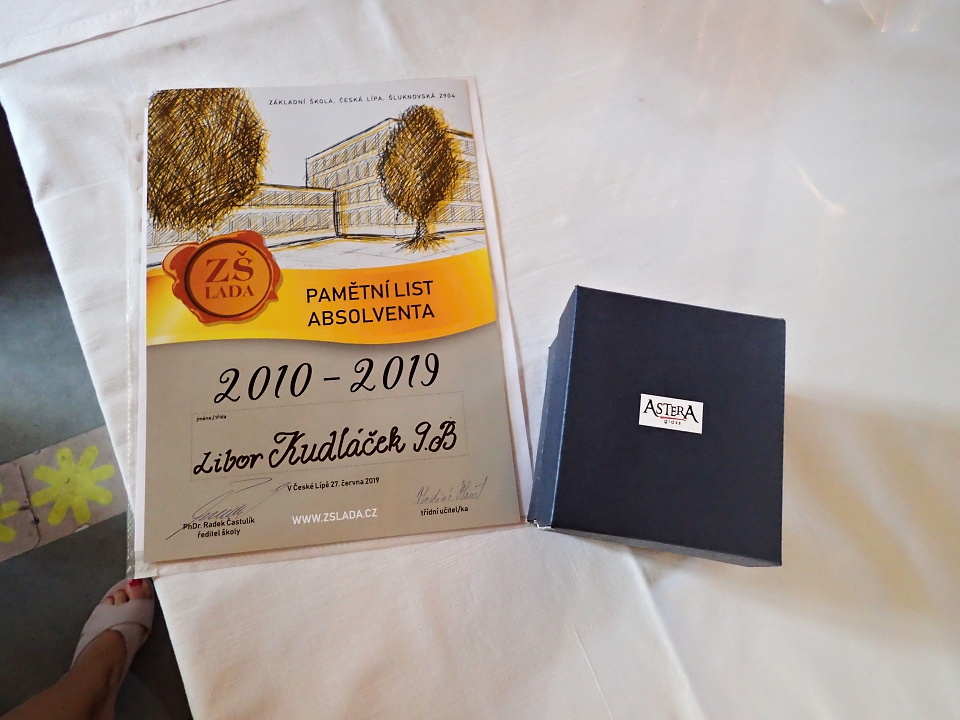 ZÁKLADNÍ ŠKOLA, ČESKÁ LÍPA, ŠLUKNOVSKÁ 2904
ZŠ
LADA
PAMĚTNÍ LIST
ABSOLVENTA
2010 – 2019
jméno / třída
Libor Kudláček 9.B
V České Lípě 27. června 2019
PhDr. Radek Častulík
ředitel školy
WWW.ZSLADA.CZ
třídní učitel/ka
ASTERA
glass